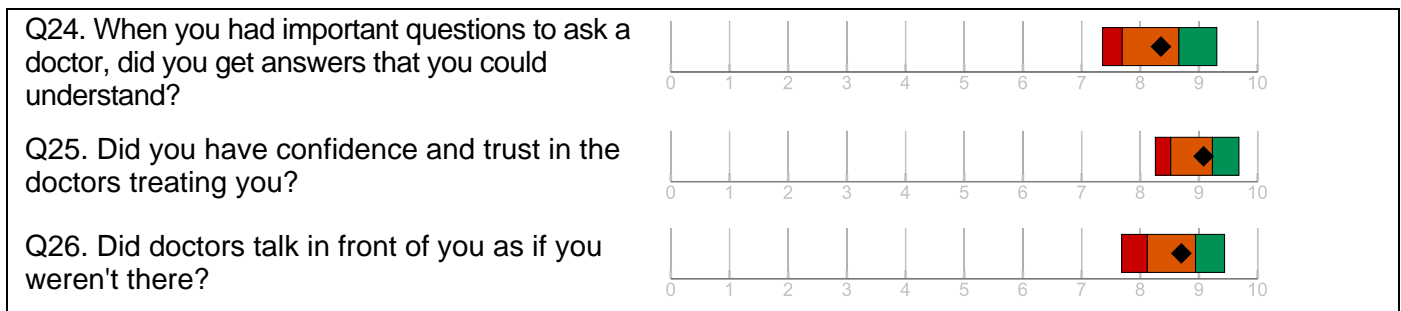 Q24. When you had important questions to ask a
doctor, did you get answers that you could
understand?
0 1 2 3 4 5 6 7 8 9 10
Q25. Did you have confidence and trust in the
doctors treating you?
0 1 2 3 4 5 6 7 8 9 10
Q26. Did doctors talk in front of you as if you
weren't there?
0 1 2 3 4 5 6 7 8 9 10